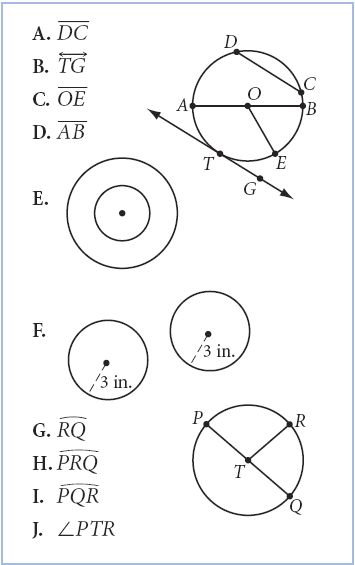 A. DC
B. TG
C. OE
D. AB
D
C
A
O
B
T
E
G
E.
F.
3 in.
3 in.
G. RQ
H. PRQ
I. PQR
J. ∠PTR
P
R
T
Q